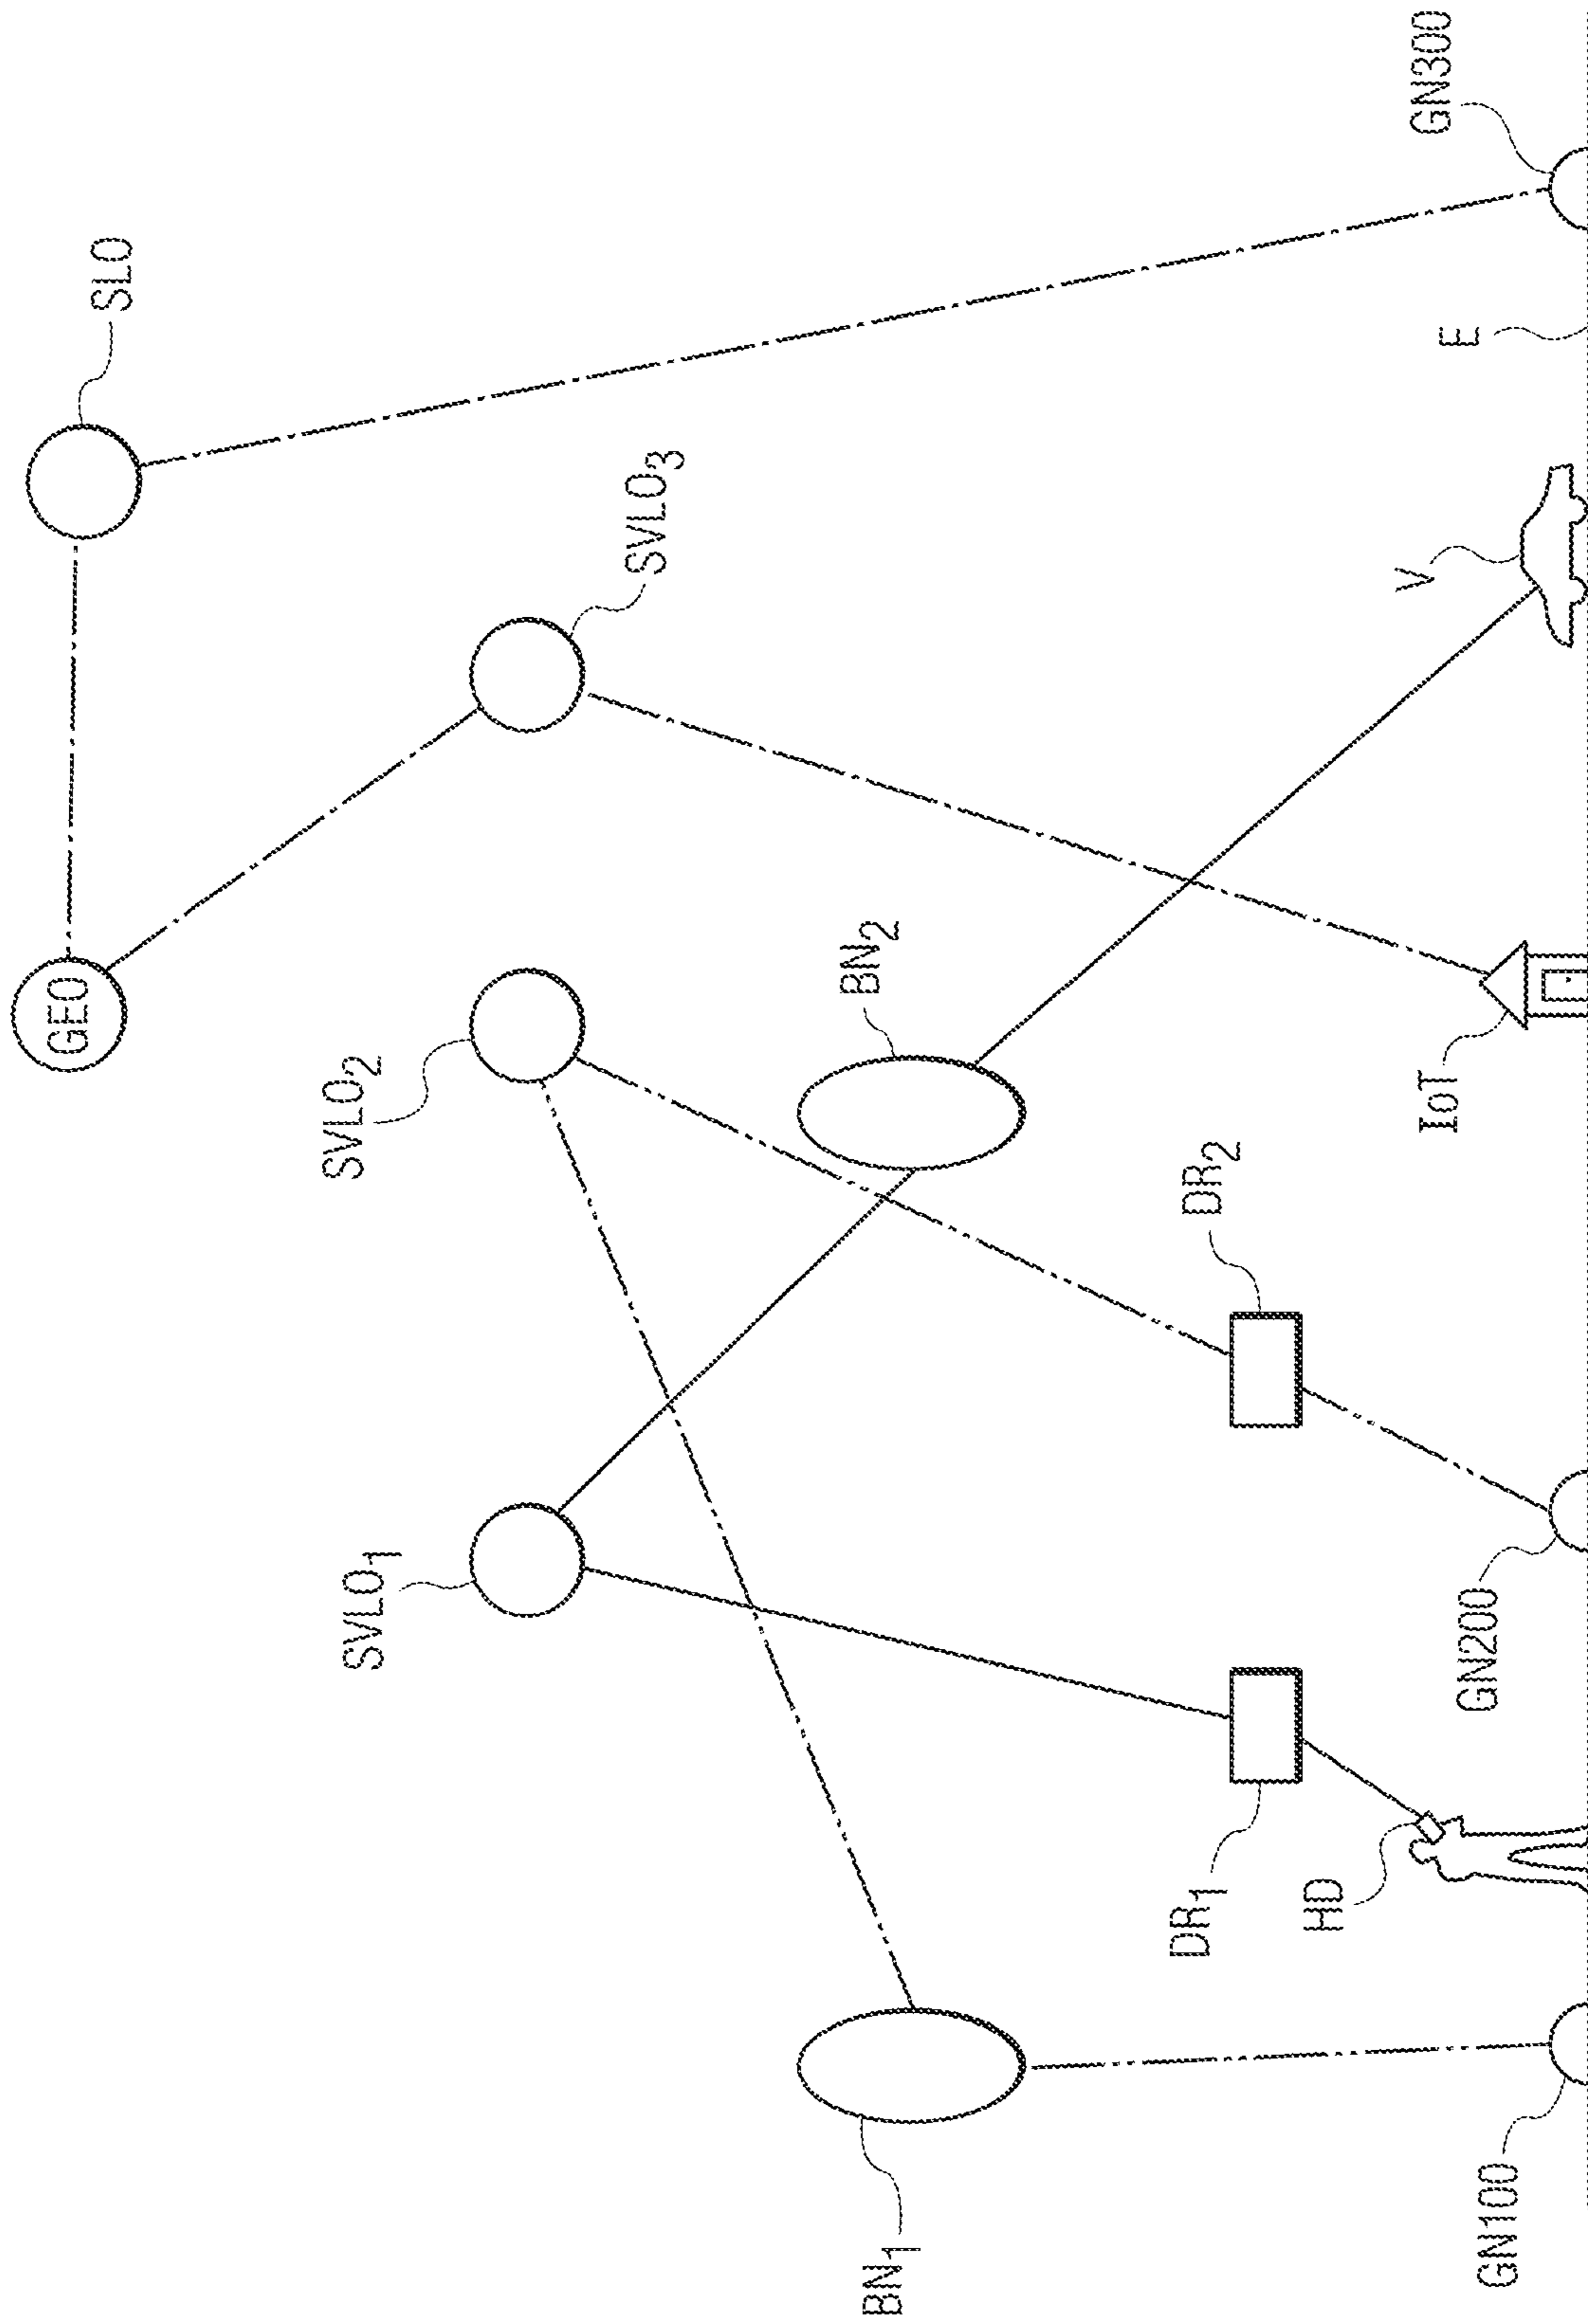 GEO
SLO
SVLO1
SVLO2
SVLO3
BN1
BN2
DR1
DR2
HD
IoT
V
E
GN100
GN200
GN300